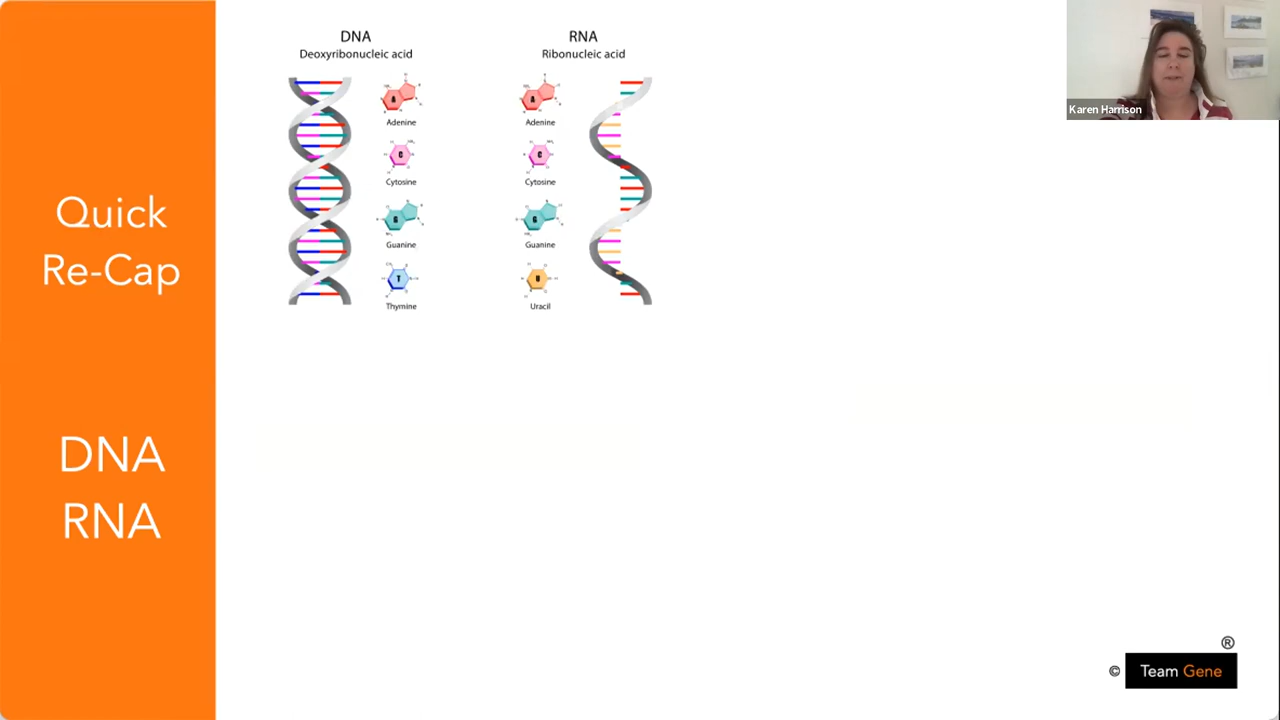 Quick
Re-Cap
DNA
RNA
DNA
Deoxyribonucleic acid
A
Adenine
C
Cytosine
G
Guanine
T
Thymine
RNA
Ribonucleic acid
A
Adenine
C
Cytosine
G
Guanine
U
Uracil
Karen Harrison
®
© Team Gene